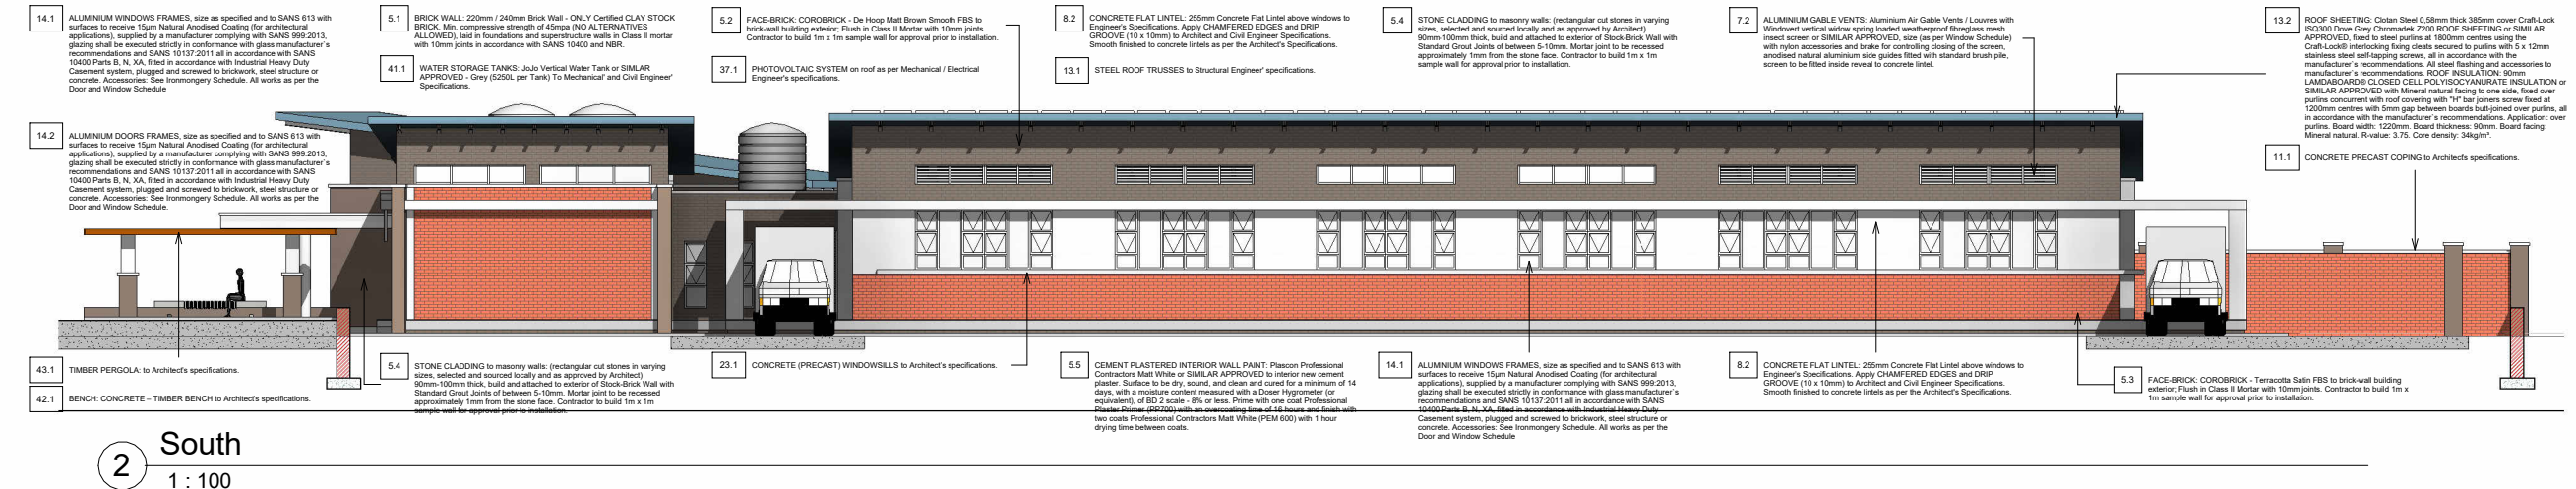 14.1
ALUMINIUM WINDOWS FRAMES, size as specified and to SANS 613 with
surfaces to receive 15µm Natural Anodised Coating (for architectural
applications), supplied by a manufacturer complying with SANS 999:2013,
glazing shall be executed strictly in conformance with glass manufacturer`s
recommendations and SANS 10137:2011 all in accordance with SANS
10400 Parts B, N, XA, fitted in accordance with Industrial Heavy Duty
Casement system, plugged and screwed to brickwork, steel structure or
concrete. Accessories: See Ironmongery Schedule. All works as per the
Door and Window Schedule
5.1
BRICK WALL: 220mm / 240mm Brick Wall - ONLY Certified CLAY STOCK
BRICK. Min. compressive strength of 45mpa (NO ALTERNATIVES
ALLOWED), laid in foundations and superstructure walls in Class II mortar
with 10mm joints in accordance with SANS 10400 and NBR.
41.1
WATER STORAGE TANKS: JoJo Vertical Water Tank or SIMLAR
APPROVED - Grey (5250L per Tank) To Mechanical' and Civil Engineer'
Specifications.
5.2
FACE-BRICK: COROBRICK - De Hoop Matt Brown Smooth FBS to
brick-wall building exterior; Flush in Class II Mortar with 10mm joints.
Contractor to build 1m x 1m sample wall for approval prior to installation.
37.1
PHOTOVOLTAIC SYSTEM on roof as per Mechanical / Electrical
Engineer's specifications.
8.2
CONCRETE FLAT LINTEL: 255mm Concrete Flat Lintel above windows to
Engineer's Specifications. Apply CHAMFERED EDGES and DRIP
GROOVE (10 x 10mm) to Architect and Civil Engineer Specifications.
Smooth finished to concrete lintels as per the Architect's Specifications.
13.1
STEEL ROOF TRUSSES to Structural Engineer' specifications.
5.4
STONE CLADDING to masonry walls: (rectangular cut stones in varying
sizes, selected and sourced locally and as approved by Architect)
90mm-100mm thick, build and attached to exterior of Stock-Brick Wall with
Standard Grout Joints of between 5-10mm. Mortar joint to be recessed
approximately 1mm from the stone face. Contractor to build 1m x 1m
sample wall for approval prior to installation.
7.2
ALUMINIUM GABLE VENTS: Aluminium Air Gable Vents / Louvres with
Windovert vertical widow spring loaded weatherproof fibreglass mesh
insect screen or SIMILAR APPROVED, size (as per Window Schedule)
with nylon accessories and brake for controlling closing of the screen,
anodised natural aluminium side guides fitted with standard brush pile,
screen to be fitted inside reveal to concrete lintel.
13.2
ROOF SHEETING: Clotan Steel 0,58mm thick 385mm cover Craft-Lock
ISQ300 Dove Grey Chromadek Z200 ROOF SHEETING or SIMILAR
APPROVED, fixed to steel purlins at 1800mm centres using the
Craft-Lock® interlocking fixing cleats secured to purlins with 5 x 12mm
stainless steel self-tapping screws, all in accordance with the
manufacturer`s recommendations. All steel flashing and accessories to
manufacturer`s recommendations. ROOF INSULATION: 90mm
LAMDABOARD® CLOSED CELL POLYISOCYANURATE INSULATION or
SIMILAR APPROVED with Mineral natural facing to one side, fixed over
purlins concurrent with roof covering with "H" bar joiners screw fixed at
1200mm centres with 5mm gap between boards butt-joined over purlins, all
in accordance with the manufacturer`s recommendations. Application: over
purlins. Board width: 1220mm. Board thickness: 90mm. Board facing:
Mineral natural. R-value: 3.75. Core density: 34kg/m³.
14.2
ALUMINIUM DOORS FRAMES, size as specified and to SANS 613 with
surfaces to receive 15µm Natural Anodised Coating (for architectural
applications), supplied by a manufacturer complying with SANS 999:2013,
glazing shall be executed strictly in conformance with glass manufacturer`s
recommendations and SANS 10137:2011 all in accordance with SANS
10400 Parts B, N, XA, fitted in accordance with Industrial Heavy Duty
Casement system, plugged and screwed to brickwork, steel structure or
concrete. Accessories: See Ironmongery Schedule. All works as per the
Door and Window Schedule.
11.1
CONCRETE PRECAST COPING to Architect's specifications.
43.1
TIMBER PERGOLA: to Architect's specifications.
42.1
BENCH: CONCRETE – TIMBER BENCH to Architect's specifications.
5.4
STONE CLADDING to masonry walls: (rectangular cut stones in varying
sizes, selected and sourced locally and as approved by Architect)
90mm-100mm thick, build and attached to exterior of Stock-Brick Wall with
Standard Grout Joints of between 5-10mm. Mortar joint to be recessed
approximately 1mm from the stone face. Contractor to build 1m x 1m
sample wall for approval prior to installation.
23.1
CONCRETE (PRECAST) WINDOWSILLS to Architect's specifications.
5.5
CEMENT PLASTERED INTERIOR WALL PAINT: Plascon Professional
Contractors Matt White or SIMILAR APPROVED to interior new cement
plaster. Surface to be dry, sound, and clean and cured for a minimum of 14
days, with a moisture content measured with a Doser Hygrometer (or
equivalent), of BD 2 scale - 8% or less. Prime with one coat Professional
Plaster Primer (PP700) with an overcoating time of 16 hours and finish with
two coats Professional Contractors Matt White (PEM 600) with 1 hour
drying time between coats.
14.1
ALUMINIUM WINDOWS FRAMES, size as specified and to SANS 613 with
surfaces to receive 15µm Natural Anodised Coating (for architectural
applications), supplied by a manufacturer complying with SANS 999:2013,
glazing shall be executed strictly in conformance with glass manufacturer`s
recommendations and SANS 10137:2011 all in accordance with SANS
10400 Parts B, N, XA, fitted in accordance with Industrial Heavy Duty
Casement system, plugged and screwed to brickwork, steel structure or
concrete. Accessories: See Ironmongery Schedule. All works as per the
Door and Window Schedule
8.2
CONCRETE FLAT LINTEL: 255mm Concrete Flat Lintel above windows to
Engineer's Specifications. Apply CHAMFERED EDGES and DRIP
GROOVE (10 x 10mm) to Architect and Civil Engineer Specifications.
Smooth finished to concrete lintels as per the Architect's Specifications.
5.3
FACE-BRICK: COROBRICK - Terracotta Satin FBS to brick-wall building
exterior; Flush in Class II Mortar with 10mm joints. Contractor to build 1m x
1m sample wall for approval prior to installation.
2
South
1 : 100